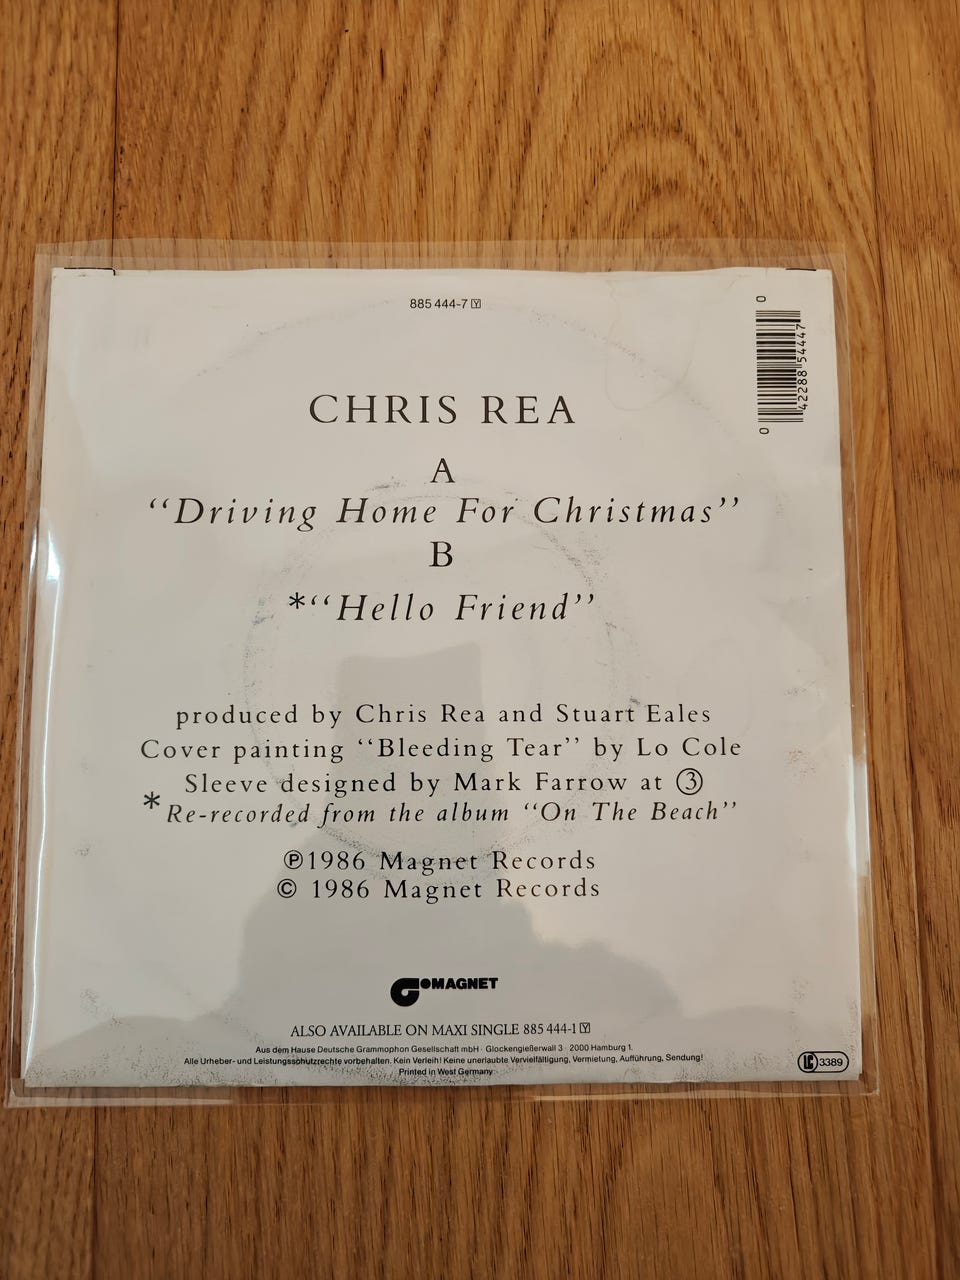 885 444-7 Y
0 42288 54447 0
CHRIS REA
A
‘‘Driving Home For Christmas’’
B
*‘‘Hello Friend’’
produced by Chris Rea and Stuart Eales
Cover painting ‘‘Bleeding Tear’’ by Lo Cole
Sleeve designed by Mark Farrow at ③
*Re-recorded from the album ‘‘On The Beach’’
℗1986 Magnet Records
© 1986 Magnet Records
MAGNET
ALSO AVAILABLE ON MAXI SINGLE 885 444-1 Y
Aus dem Hause Deutsche Grammophon Gesellschaft mbH · Glockengießerwall 3 · 2000 Hamburg 1.
Alle Urheber- und Leistungsschutzrechte vorbehalten. Kein Verleih! Keine unerlaubte Vervielfältigung, Vermietung, Aufführung, Sendung!
Printed in West Germany
LC 3389